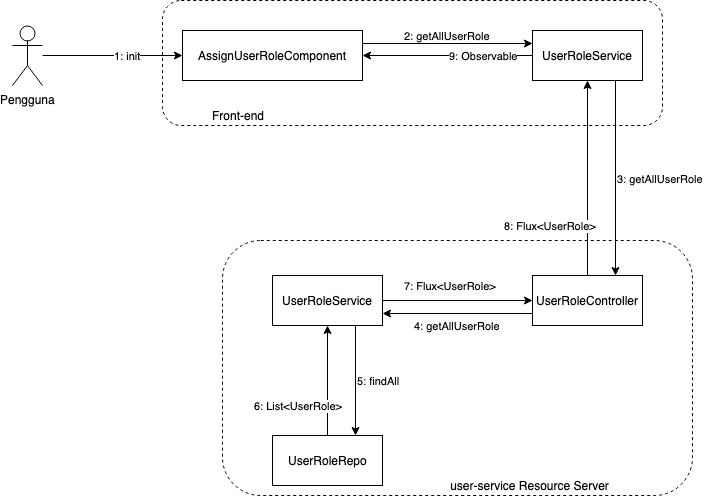 2: getAllUserRole
1: init
AssignUserRoleComponent
9: Observable
UserRoleService
Pengguna
Front-end
3: getAllUserRole
8: Flux<UserRole>
7: Flux<UserRole>
UserRoleService
UserRoleController
4: getAllUserRole
5: findAll
6: List<UserRole>
UserRoleRepo
user-service Resource Server